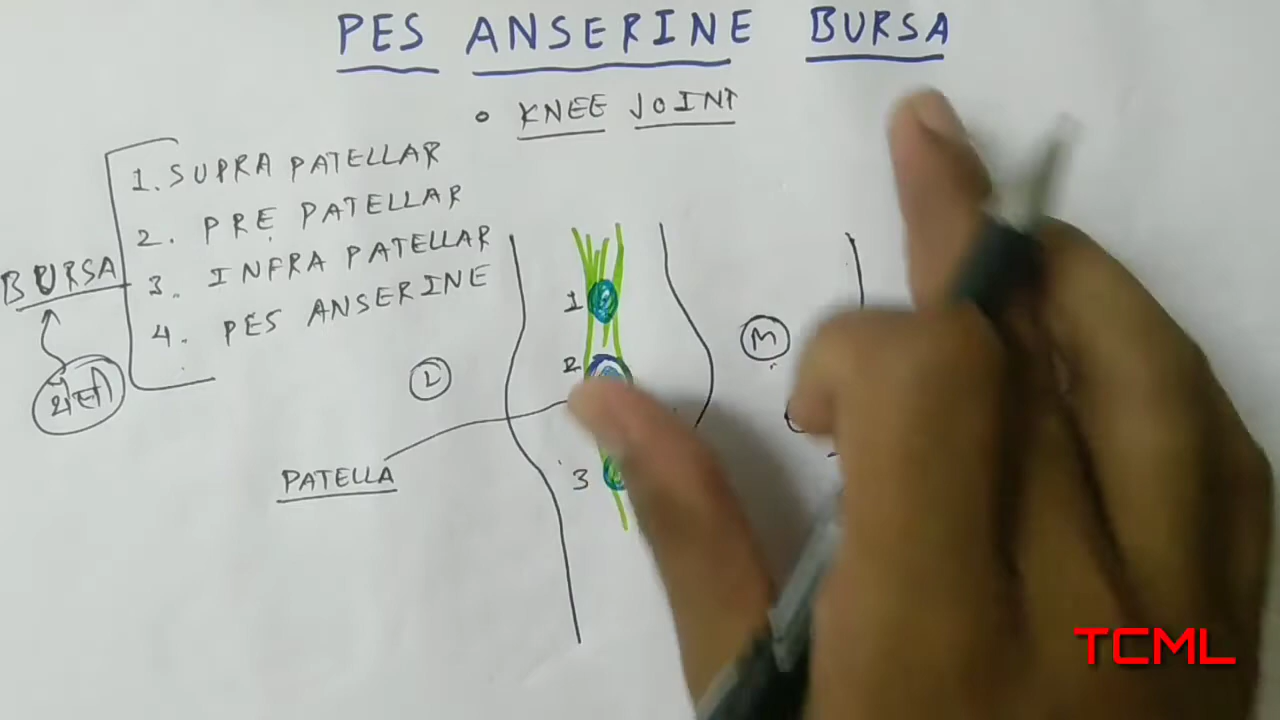 PES ANSERINE BURSA
• KNEE JOINT
1. SUPRA PATELLAR
2. PRE PATELLAR
3. INFRA PATELLAR
4. PES ANSERINE
BURSA
थैली
L
M
1
2
3
PATELLA
TCML